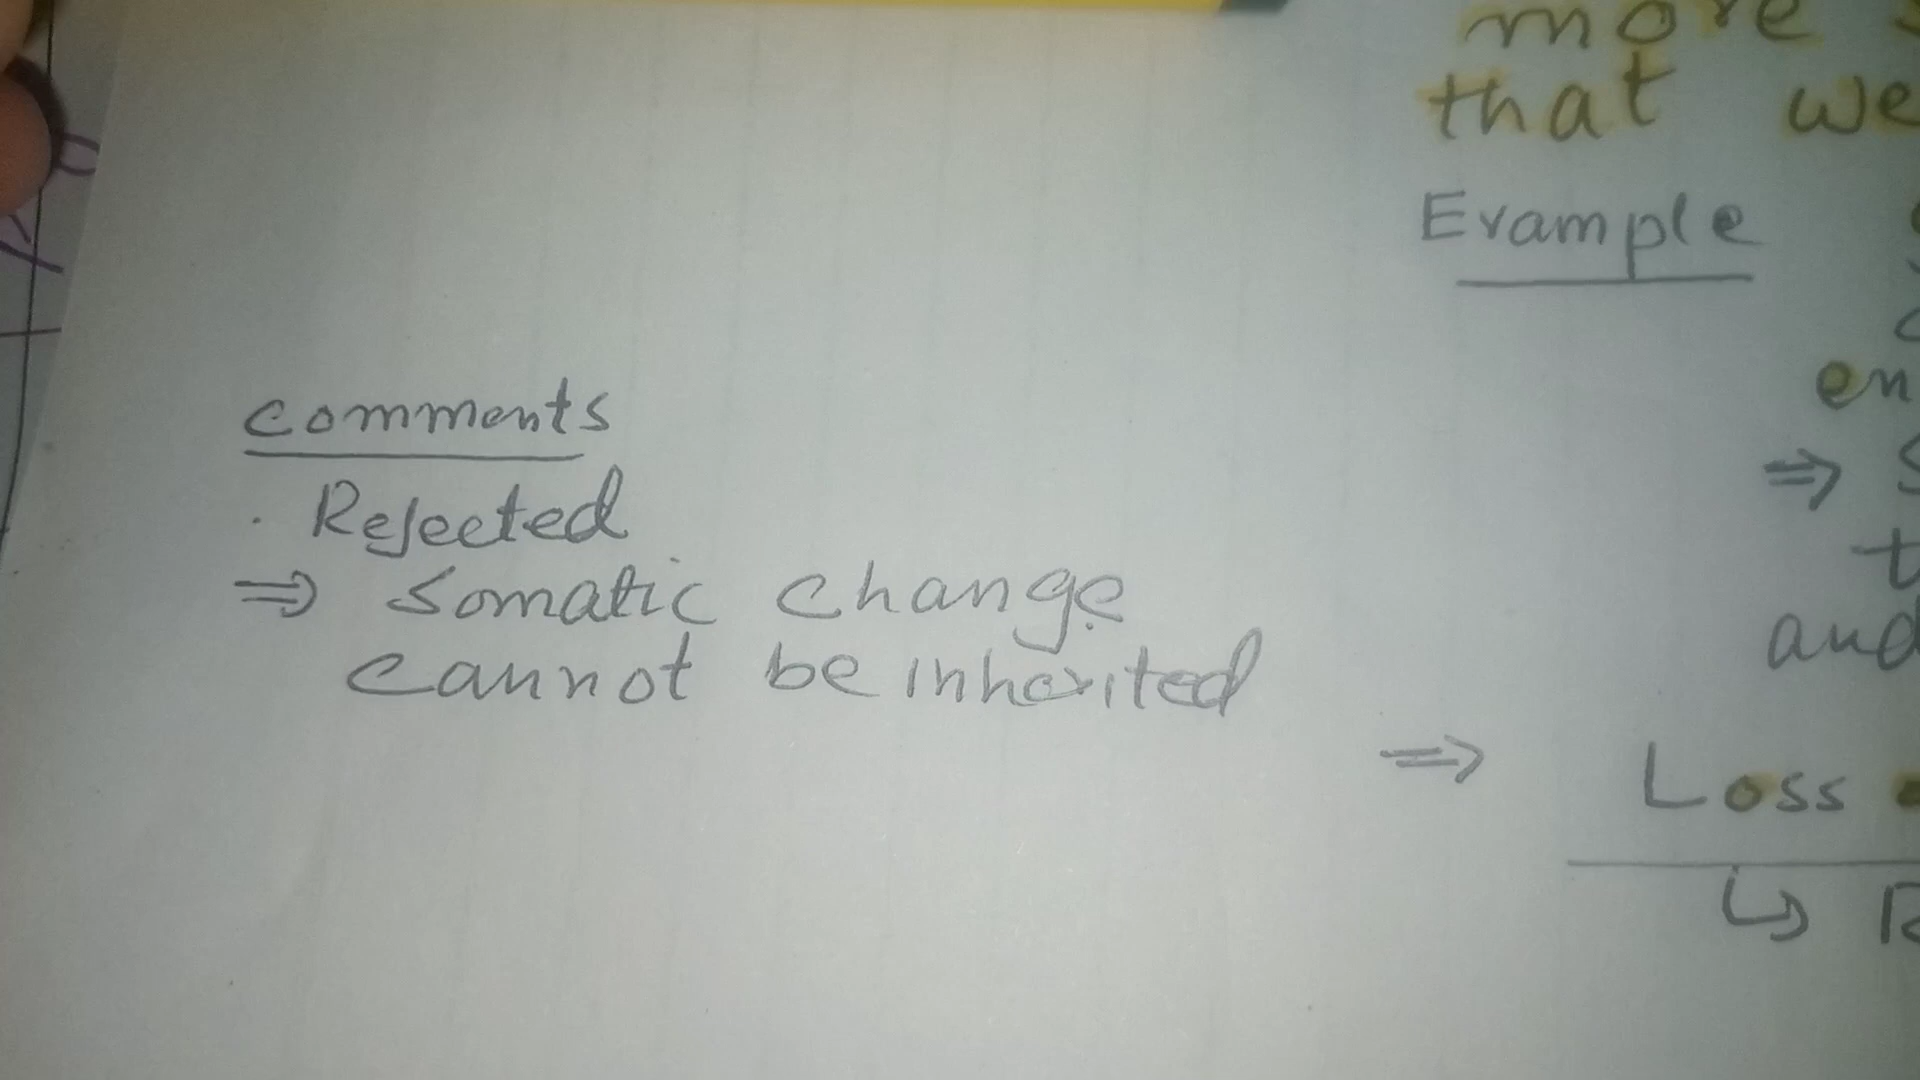 comments
. Rejected
⇒ Somatic change
cannot be inherited
more
that we
Example
en
⇒
and
⇒ Loss
↳